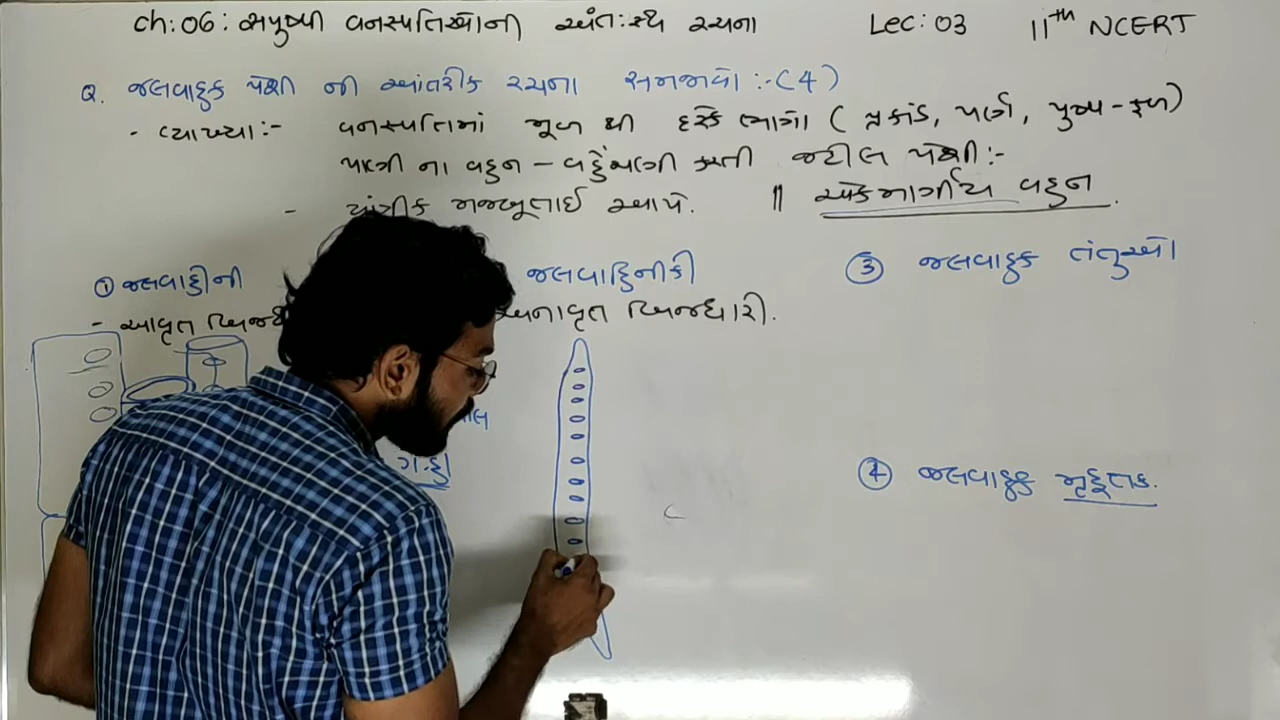 Ch: 06: સપુષ્પી વનસ્પતિઓની અંત:સ્થ રચના Lec: 03 11th NCERT
Q. જલવાહક પેશી ની આંતરીક રચના સમજાવો :- (4)
- વ્યાખ્યા:- વનસ્પતિમાં મૂળ થી દરેક ભાગો ( પ્રકાંડ, પર્ણ, પુષ્પ - ફળ )
પાણી ના વહન - વહેંચણી કરતી જટીલ પેશી :-
- યાંત્રીક મજબૂતાઈ આપે. || એકમાર્ગીય વહન.
① જલવાહીની જલવાહિનીકી ③ જલવાહક તંતુઓ
- આવૃત અનાવૃત છિદ્રધારી.
ગ.હા
④ જલવાહક મૃદૂતક.